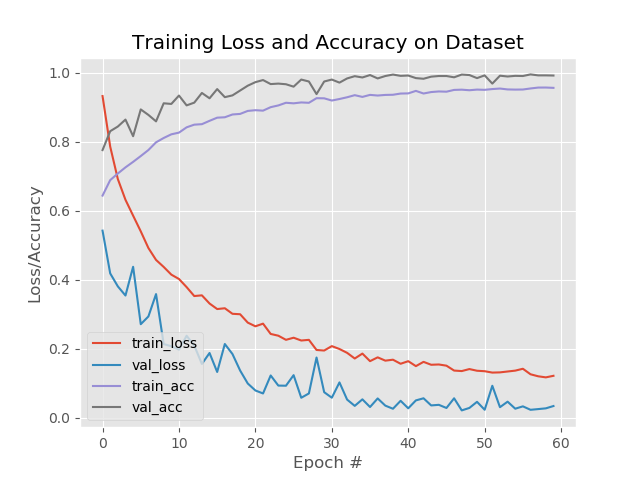 Training Loss and Accuracy on Dataset
Loss/Accuracy
1.0
0.8
0.6
0.4
0.2
0.0
train_loss
val_loss
train_acc
val_acc
0 10 20 30 40 50 60
Epoch #